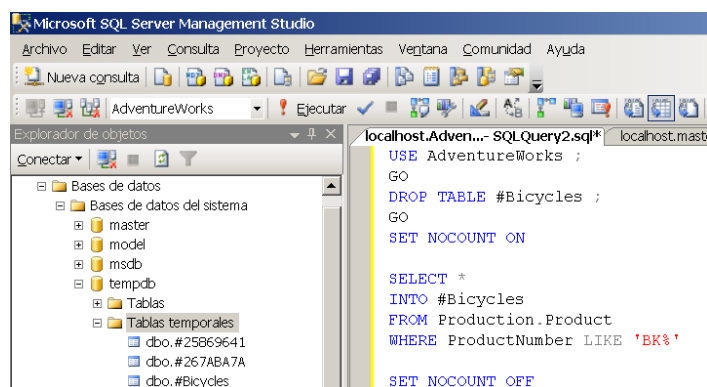 Microsoft SQL Server Management Studio
Archivo Editar Ver Consulta Proyecto Herramientas Ventana Comunidad Ayuda
Nueva consulta
AdventureWorks Ejecutar
Explorador de objetos
Conectar
Bases de datos
Bases de datos del sistema
master
model
msdb
tempdb
Tablas
Tablas temporales
dbo.#25869641
dbo.#267ABA7A
dbo.#Bicycles
localhost.Adven...- SQLQuery2.sql* localhost.mast
USE AdventureWorks ;
GO
DROP TABLE #Bicycles ;
GO
SET NOCOUNT ON
SELECT *
INTO #Bicycles
FROM Production.Product
WHERE ProductNumber LIKE 'BK%'
SET NOCOUNT OFF